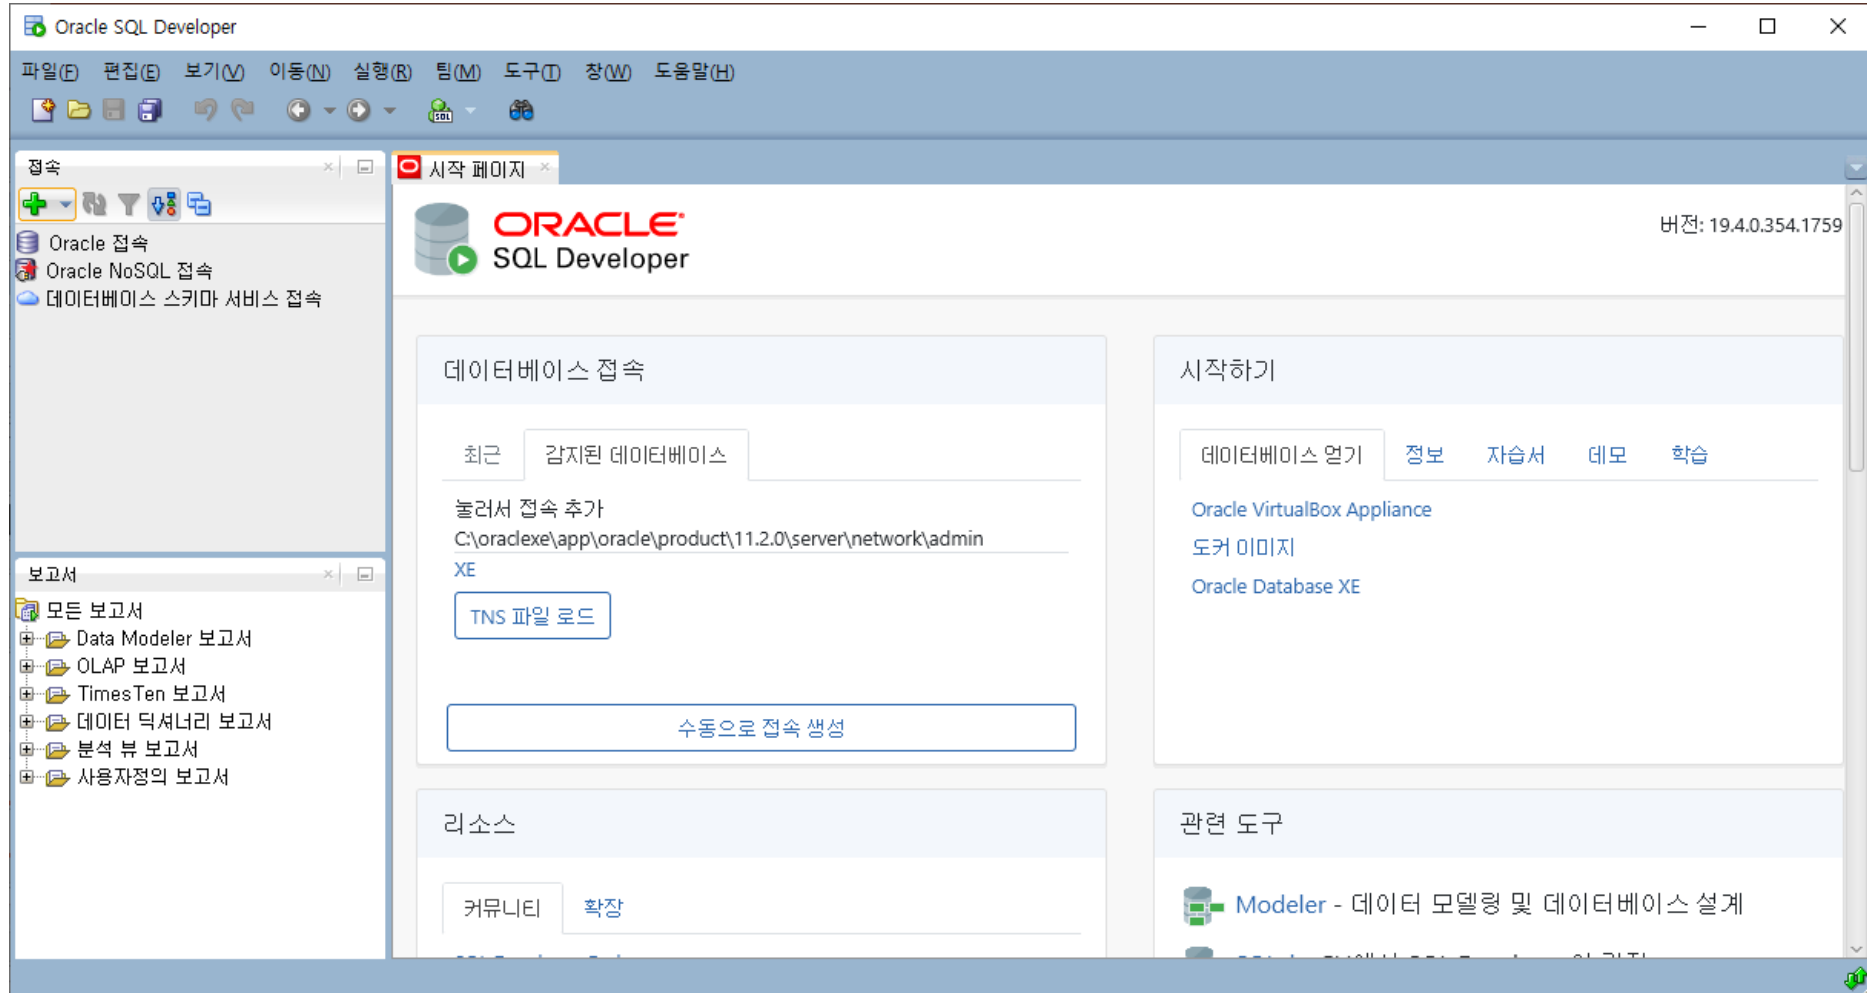 Oracle SQL Developer
파일(F) 편집(E) 보기(V) 이동(N) 실행(R) 팀(M) 도구(T) 창(W) 도움말(H)
접속
Oracle 접속
Oracle NoSQL 접속
데이터베이스 스키마 서비스 접속
보고서
모든 보고서
Data Modeler 보고서
OLAP 보고서
TimesTen 보고서
데이터 딕셔너리 보고서
분석 뷰 보고서
사용자정의 보고서
시작 페이지
ORACLE
SQL Developer
버전: 19.4.0.354.1759
데이터베이스 접속
최근 감지된 데이터베이스
눌러서 접속 추가
C:\oraclexe\app\oracle\product\11.2.0\server\network\admin
XE
TNS 파일 로드
수동으로 접속 생성
시작하기
데이터베이스 얻기 정보 자습서 데모 학습
Oracle VirtualBox Appliance
도커 이미지
Oracle Database XE
리소스
커뮤니티 확장
관련 도구
Modeler - 데이터 모델링 및 데이터베이스 설계